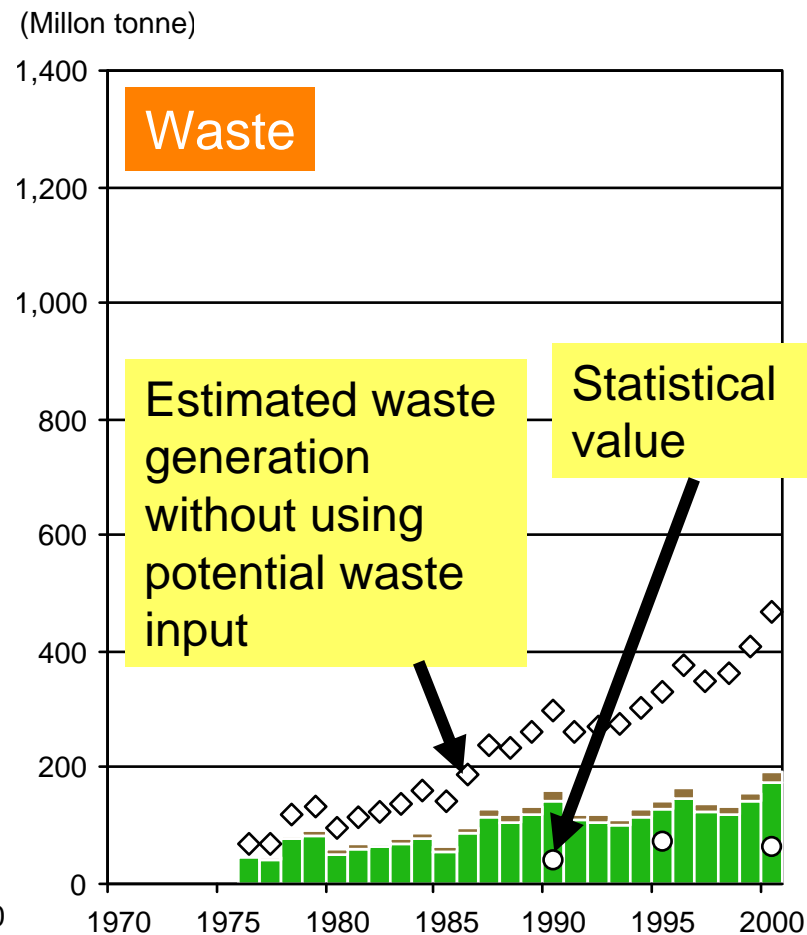 (Millon tonne)
1,400
Waste
1,200
1,000
Estimated waste
generation
without using
potential waste
input
Statistical
value
800
600
400
200
0
0
1970 1975 1980 1985 1990 1995 2000